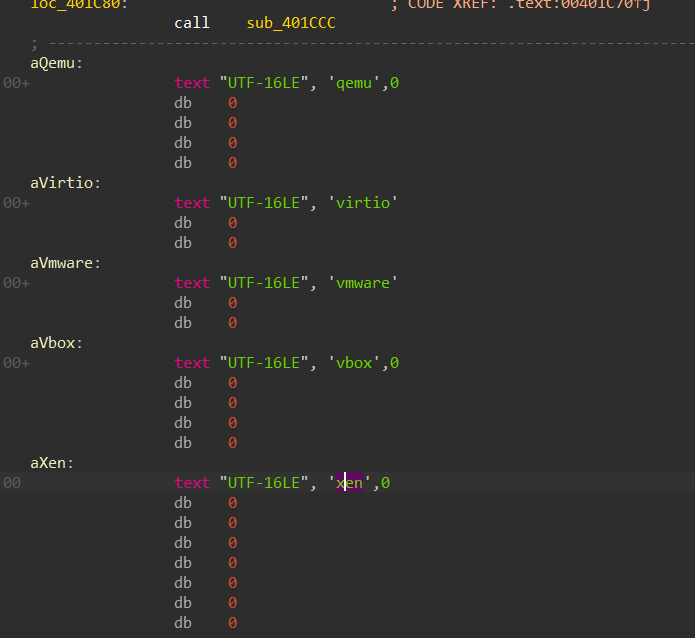 loc_401C80: ; CODE XREF: .text:00401C70↑j
call sub_401CCC
; ---------------------------------------------------------------------------
aQemu:
00+ text "UTF-16LE", 'qemu',0
db 0
db 0
db 0
db 0
aVirtio:
00+ text "UTF-16LE", 'virtio'
db 0
db 0
aVmware:
00+ text "UTF-16LE", 'vmware'
db 0
db 0
aVbox:
00+ text "UTF-16LE", 'vbox',0
db 0
db 0
db 0
db 0
aXen:
00 text "UTF-16LE", 'xen',0
db 0
db 0
db 0
db 0
db 0
db 0
db 0